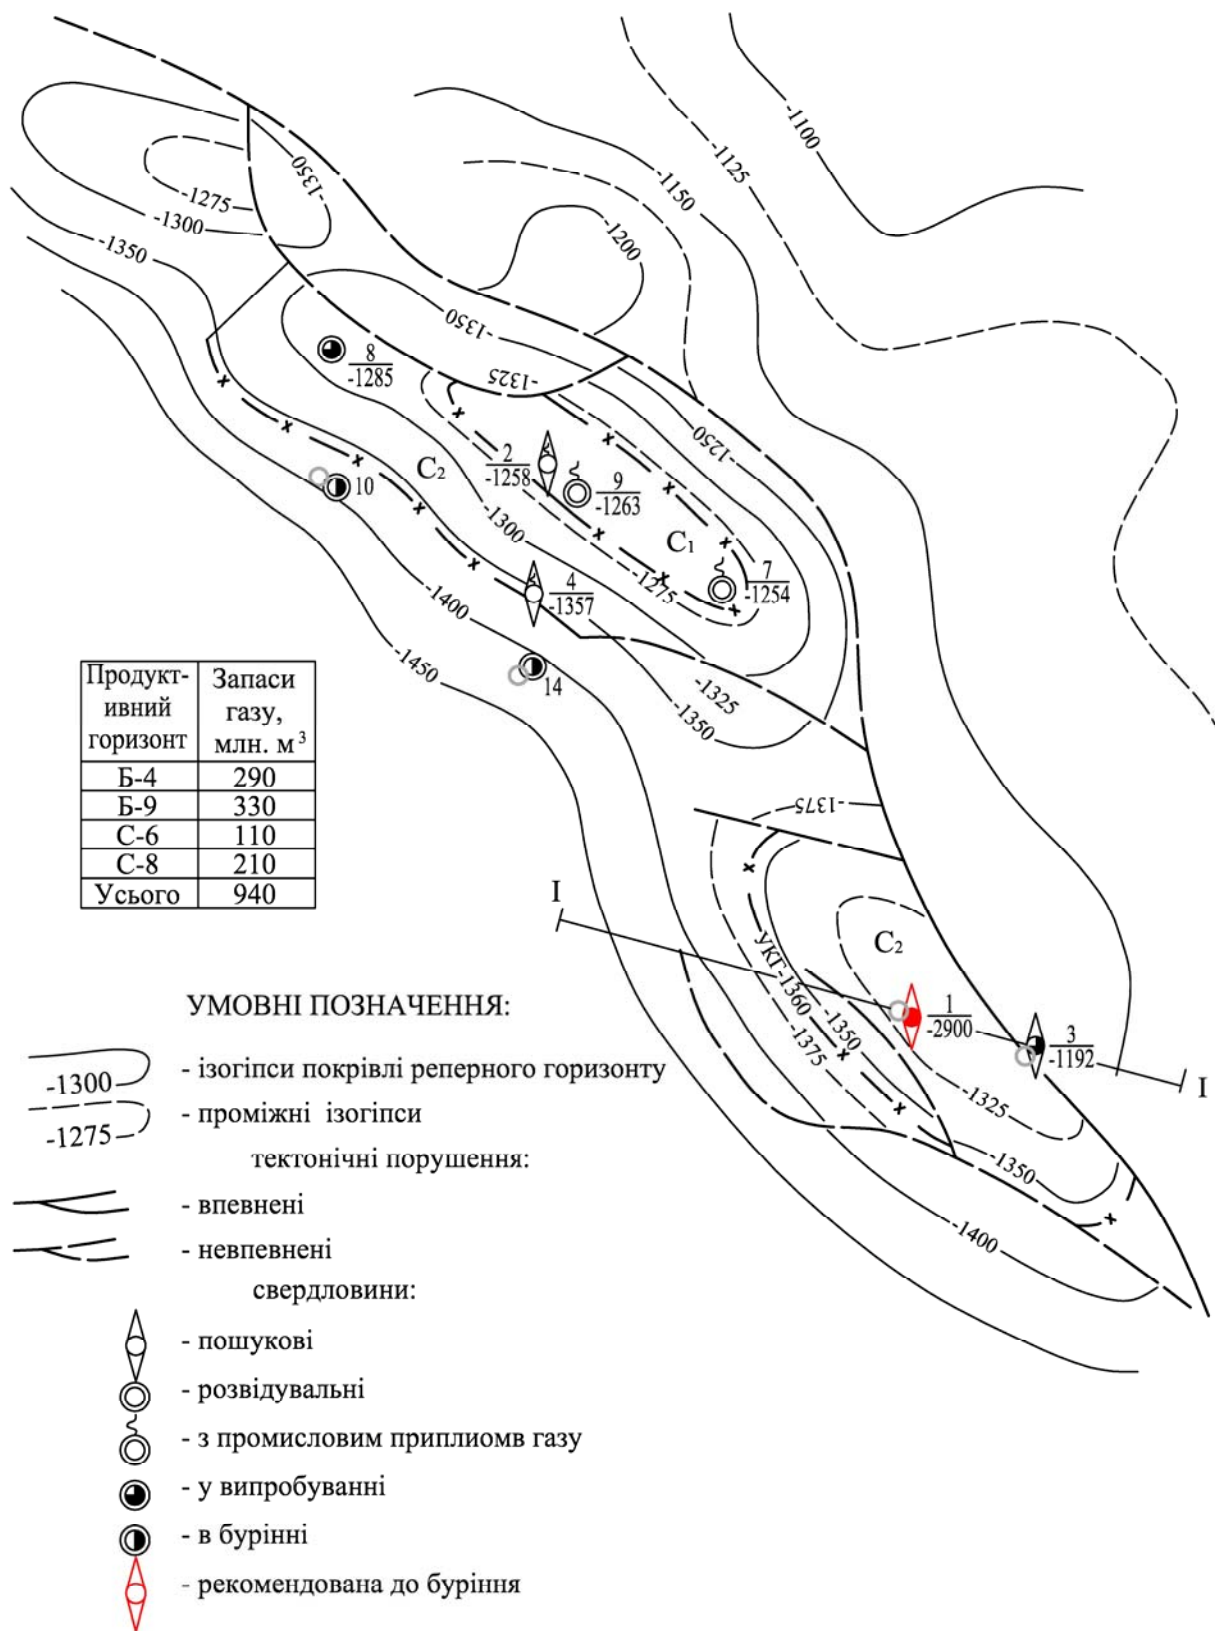 -1100
-1125
-1150
-1350
-1275
-1300
-1350
-1200
-1350
-1325
8
-1285
-1250
2
-1258
9
-1263
10
С₂
-1300
С₁
-1275
7
-1254
4
-1357
-1400
-1450
14
-1325
-1350
Продукт-
ивний
горизонт
Запаси
газу,
млн. м³
Б-4 290
Б-9 330
С-6 110
С-8 210
Усього 940
-1375
I
С₂
УКГ-1360
-1350
-1375
1
-2900
3
-1192
I
-1325
-1350
-1400
УМОВНІ ПОЗНАЧЕННЯ:
-1300 - ізогіпси покрівлі реперного горизонту
-1275 - проміжні ізогіпси
тектонічні порушення:
- впевнені
- невпевнені
свердловини:
- пошукові
- розвідувальні
- з промисловим приплиомв газу
- у випробуванні
- в бурінні
- рекомендована до буріння